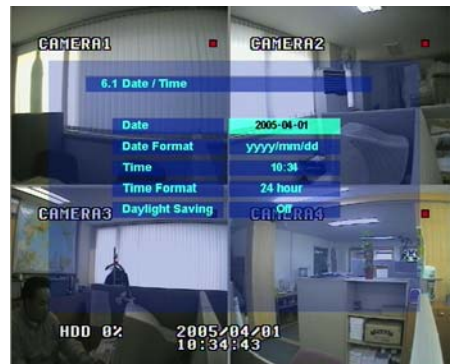 CAMERA1 CAMERA2
6.1 Date / Time
Date 2005-04-01
Date Format yyyy/mm/dd
Time 10:34
Time Format 24 hour
CAMERA3 CAMERA4
Daylight Saving Off
HDD 0% 2005/04/01
10:34:43